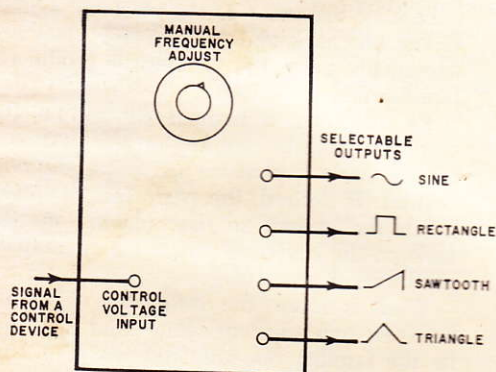 MANUAL
FREQUENCY
ADJUST
SELECTABLE
OUTPUTS
SINE
RECTANGLE
SAWTOOTH
TRIANGLE
SIGNAL
FROM A
CONTROL
DEVICE
CONTROL
VOLTAGE
INPUT